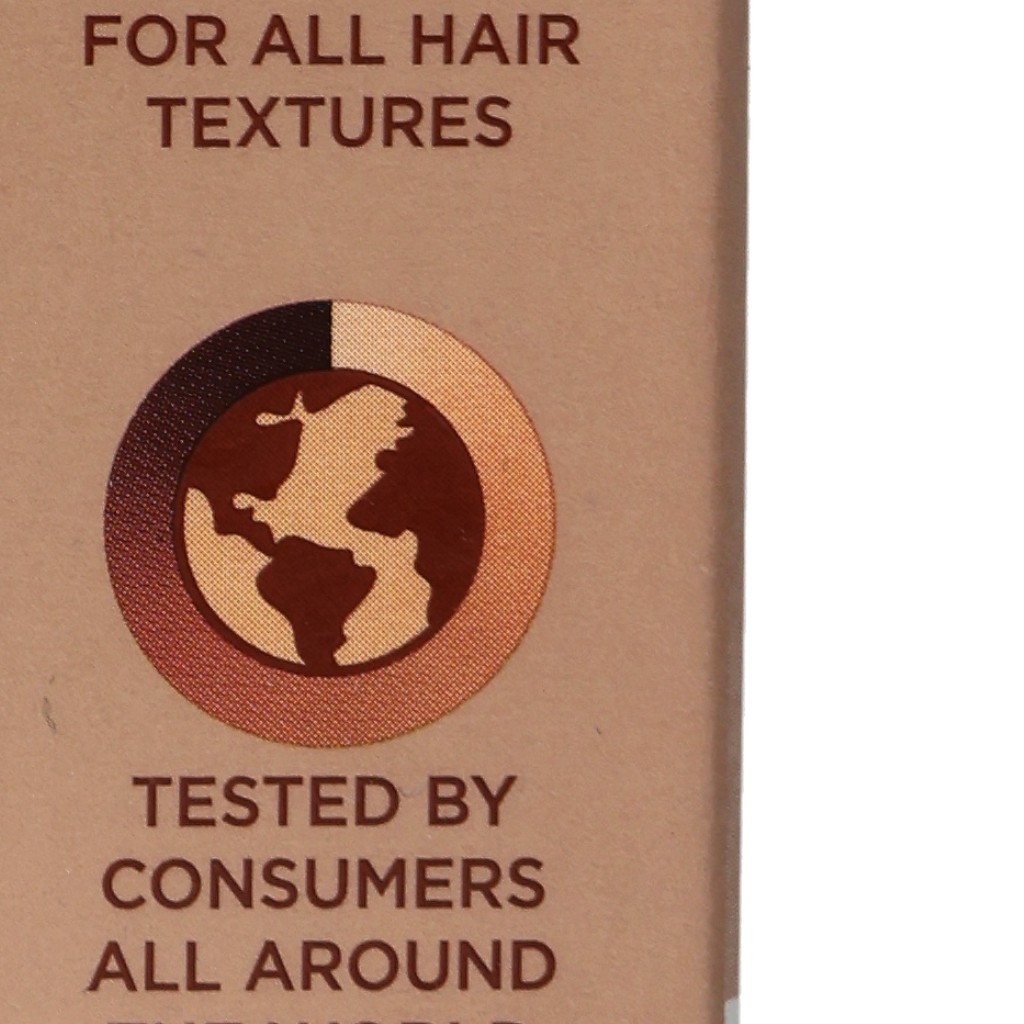 FOR ALL HAIR
TEXTURES
TESTED BY
CONSUMERS
ALL AROUND